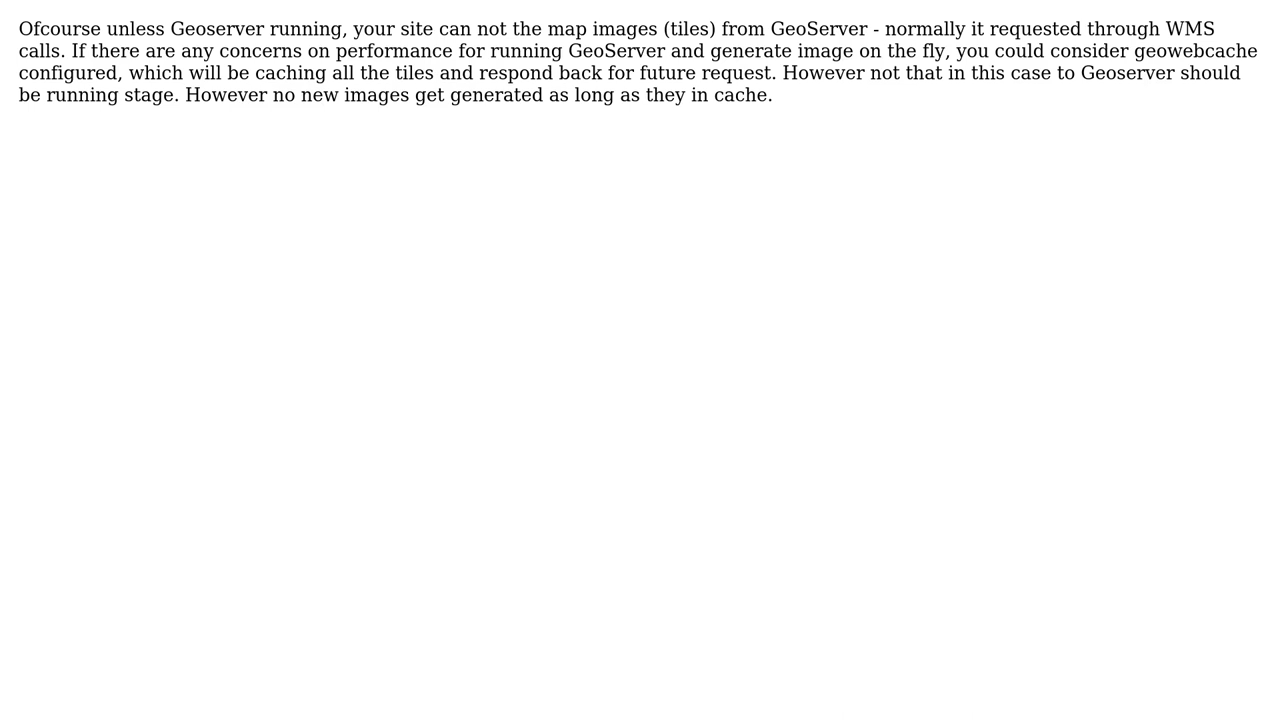 Ofcourse unless Geoserver running, your site can not the map images (tiles) from GeoServer - normally it requested through WMS
calls. If there are any concerns on performance for running GeoServer and generate image on the fly, you could consider geowebcache
configured, which will be caching all the tiles and respond back for future request. However not that in this case to Geoserver should
be running stage. However no new images get generated as long as they in cache.